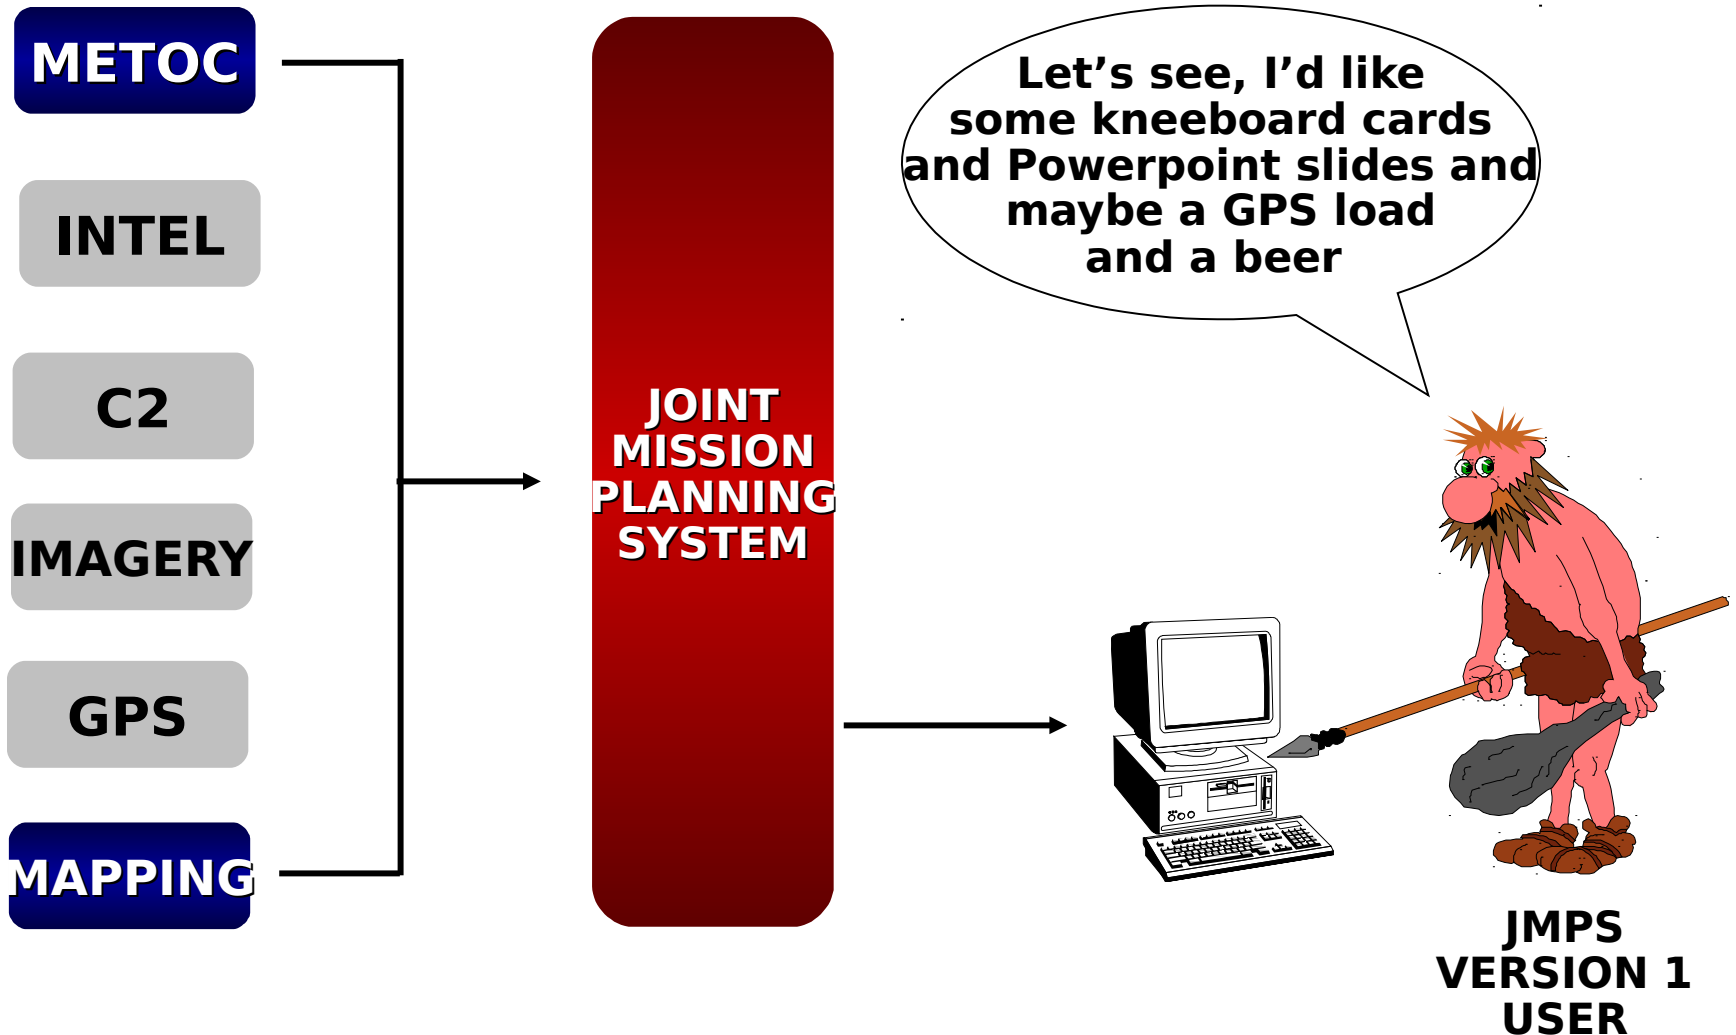 METOC
INTEL
C2
IMAGERY
GPS
MAPPING
JOINT
MISSION
PLANNING
SYSTEM
Let’s see, I’d like
some kneeboard cards
and Powerpoint slides and
maybe a GPS load
and a beer
JMPS
VERSION 1
USER